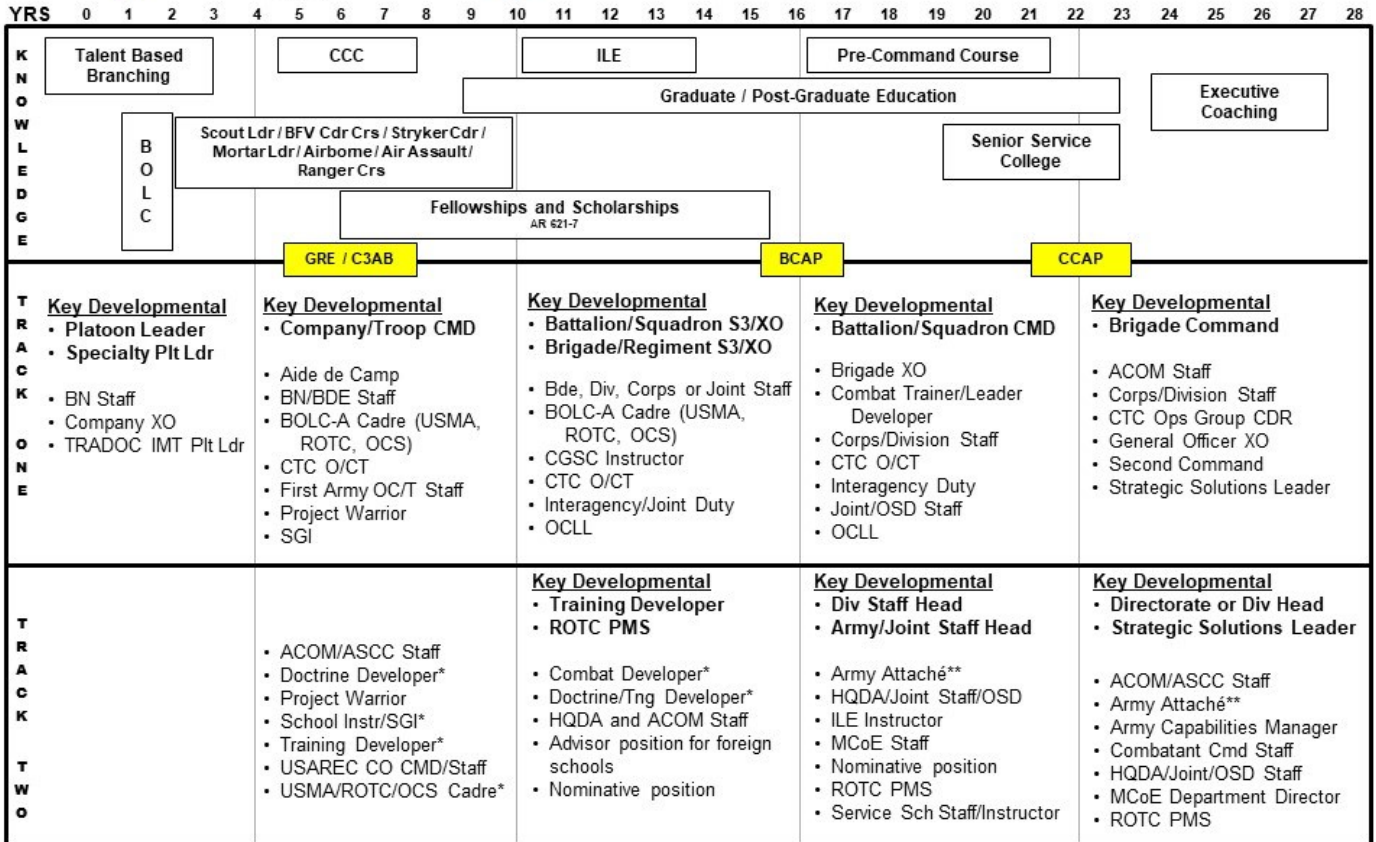 YRS 0 1 2 3 4 5 6 7 8 9 10 11 12 13 14 15 16 17 18 19 20 21 22 23 24 25 26 27 28
KNOWLEDGE
Talent Based
Branching
CCC
ILE
Pre-Command Course
Graduate / Post-Graduate Education
Executive
Coaching
BOLC
Scout Ldr / BFV Cdr Crs / Stryker Cdr /
Mortar Ldr / Airborne / Air Assault /
Ranger Crs
Senior Service
College
Fellowships and Scholarships
AR 621-7
GRE / C3AB
BCAP
CCAP
TRACK ONE
Key Developmental
• Platoon Leader
• Specialty Plt Ldr
• BN Staff
• Company XO
• TRADOC IMT Plt Ldr
Key Developmental
• Company/Troop CMD
• Aide de Camp
• BN/BDE Staff
• BOLC-A Cadre (USMA,
ROTC, OCS)
• CTC O/CT
• First Army OC/T Staff
• Project Warrior
• SGI
Key Developmental
• Battalion/Squadron S3/XO
• Brigade/Regiment S3/XO
• Bde, Div, Corps or Joint Staff
• BOLC-A Cadre (USMA,
ROTC, OCS)
• CGSC Instructor
• CTC O/CT
• Interagency/Joint Duty
• OCLL
Key Developmental
• Battalion/Squadron CMD
• Brigade XO
• Combat Trainer/Leader
Developer
• Corps/Division Staff
• CTC O/CT
• Interagency Duty
• Joint/OSD Staff
• OCLL
Key Developmental
• Brigade Command
• ACOM Staff
• Corps/Division Staff
• CTC Ops Group CDR
• General Officer XO
• Second Command
• Strategic Solutions Leader
TRACK TWO
• ACOM/ASCC Staff
• Doctrine Developer*
• Project Warrior
• School Instr/SGI*
• Training Developer*
• USAREC CO CMD/Staff
• USMA/ROTC/OCS Cadre*
Key Developmental
• Training Developer
• ROTC PMS
• Combat Developer*
• Doctrine/Tng Developer*
• HQDA and ACOM Staff
• Advisor position for foreign
schools
• Nominative position
Key Developmental
• Div Staff Head
• Army/Joint Staff Head
• Army Attaché**
• HQDA/Joint Staff/OSD
• ILE Instructor
• MCoE Staff
• Nominative position
• ROTC PMS
• Service Sch Staff/Instructor
Key Developmental
• Directorate or Div Head
• Strategic Solutions Leader
• ACOM/ASCC Staff
• Army Attaché**
• Army Capabilities Manager
• Combatant Cmd Staff
• HQDA/Joint/OSD Staff
• MCoE Department Director
• ROTC PMS